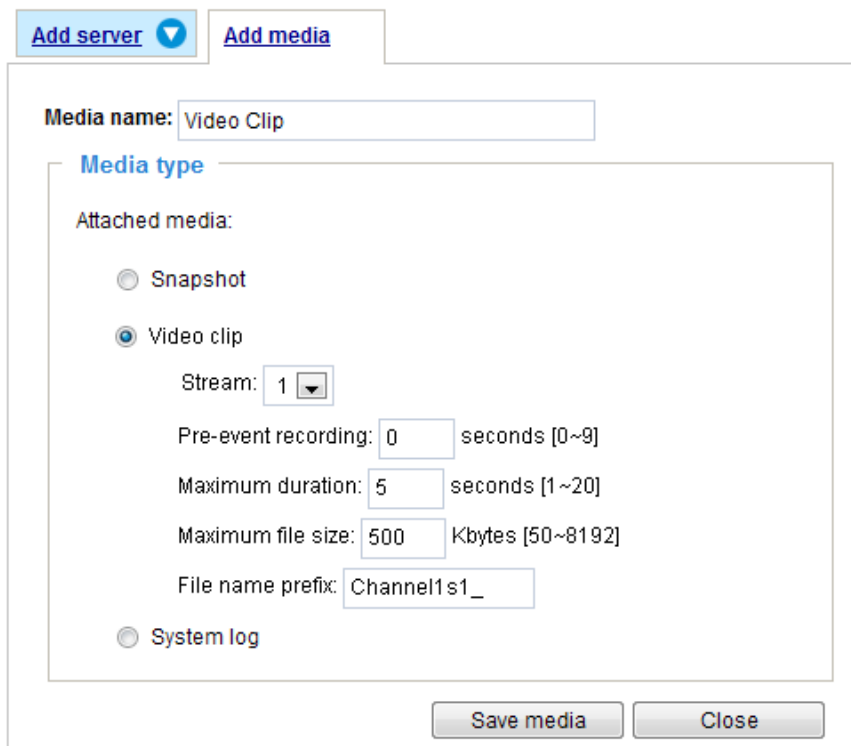 Add server Add media
Media name: Video Clip
Media type
Attached media:
Snapshot
Video clip
Stream: 1
Pre-event recording: 0 seconds [0~9]
Maximum duration: 5 seconds [1~20]
Maximum file size: 500 Kbytes [50~8192]
File name prefix: Channel1s1_
System log
Save media Close